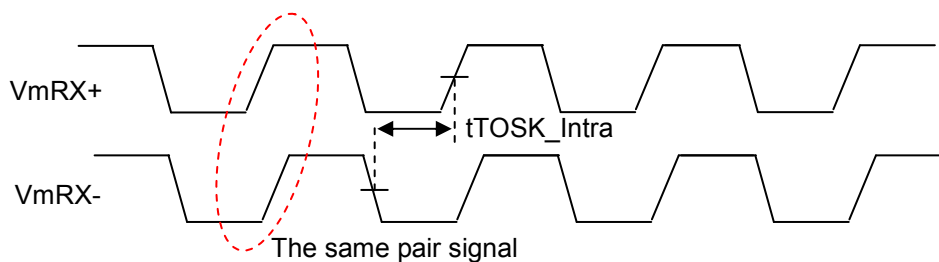 VmRX+
tTOSK_Intra
VmRX-
The same pair signal